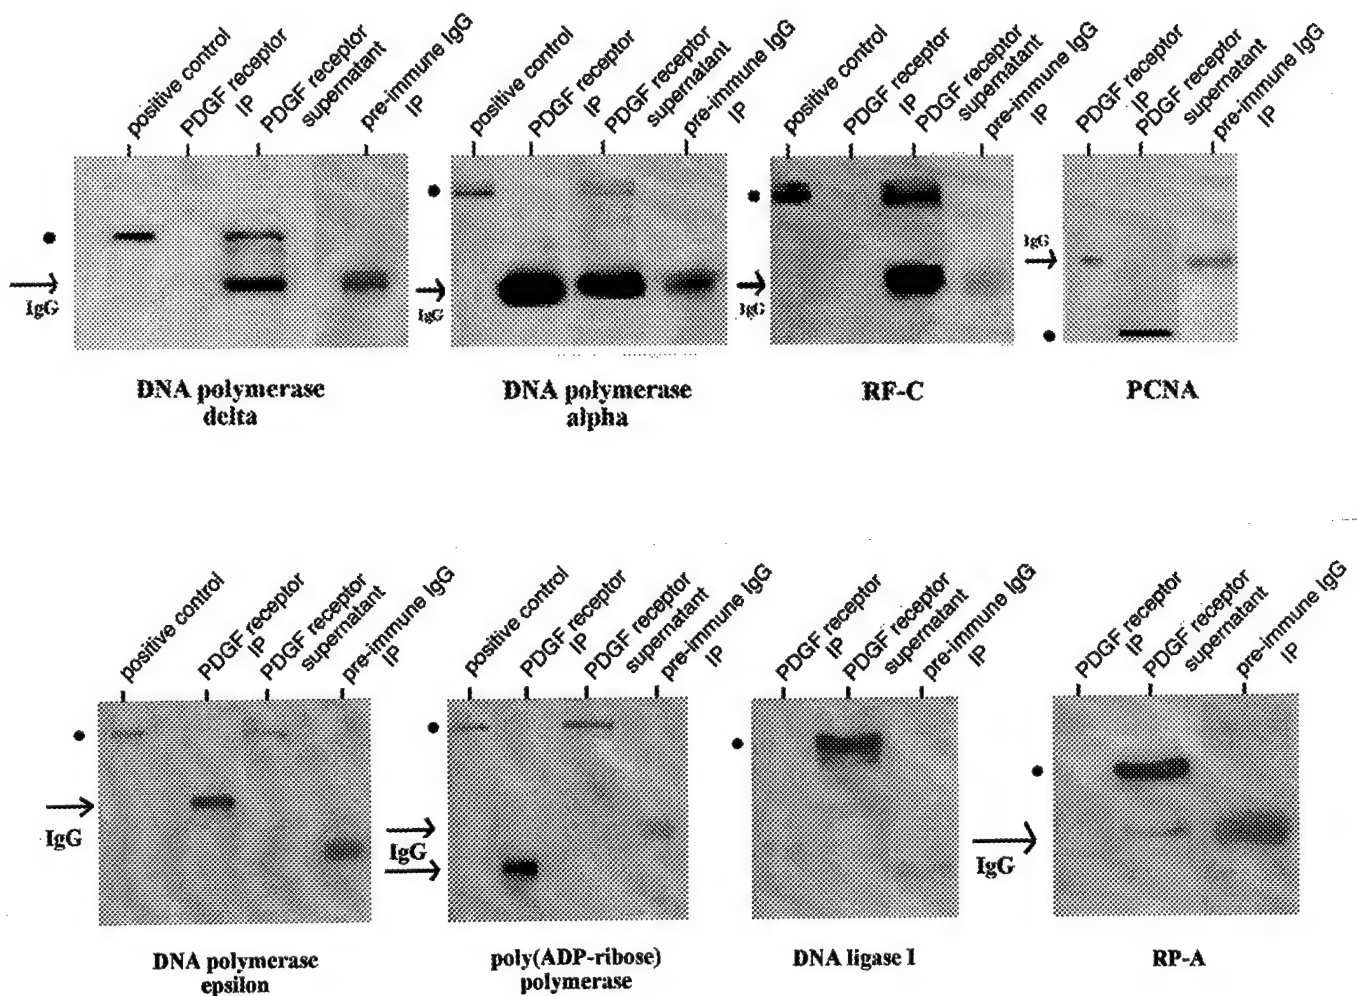 positive control
PDGF receptor
IP
PDGF receptor
supernatant
pre-immune IgG
IP
positive control
PDGF receptor
IP
PDGF receptor
supernatant
pre-immune IgG
IP
positive control
PDGF receptor
IP
PDGF receptor
supernatant
pre-immune IgG
IP
PDGF receptor
IP
PDGF receptor
supernatant
pre-immune IgG
IP
IgG
IgG
IgG
IgG
DNA polymerase
delta
DNA polymerase
alpha
RF-C
PCNA
positive control
PDGF receptor
IP
PDGF receptor
supernatant
pre-immune IgG
IP
positive control
PDGF receptor
IP
PDGF receptor
supernatant
pre-immune IgG
IP
PDGF receptor
IP
PDGF receptor
supernatant
pre-immune IgG
IP
PDGF receptor
IP
PDGF receptor
supernatant
pre-immune IgG
IP
IgG
IgG
IgG
DNA polymerase
epsilon
poly(ADP-ribose)
polymerase
DNA ligase I
RP-A